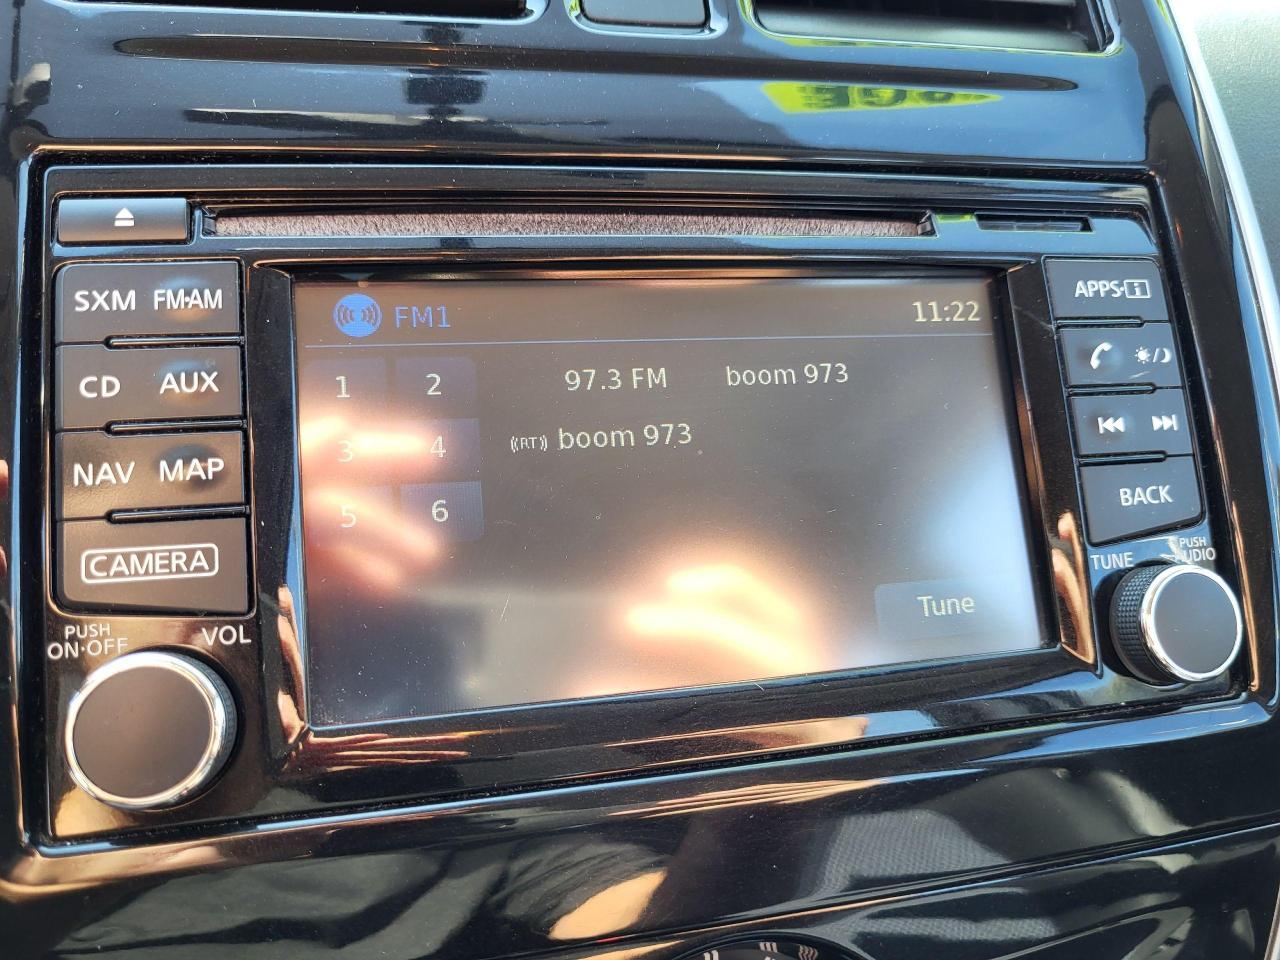 SXM FM·AM
CD AUX
NAV MAP
CAMERA
PUSH
ON·OFF
VOL
FM1
11:22
1 2
97.3 FM boom 973
3 4
((RT)) boom 973
5 6
Tune
APPS·i
BACK
TUNE
PUSH
AUDIO